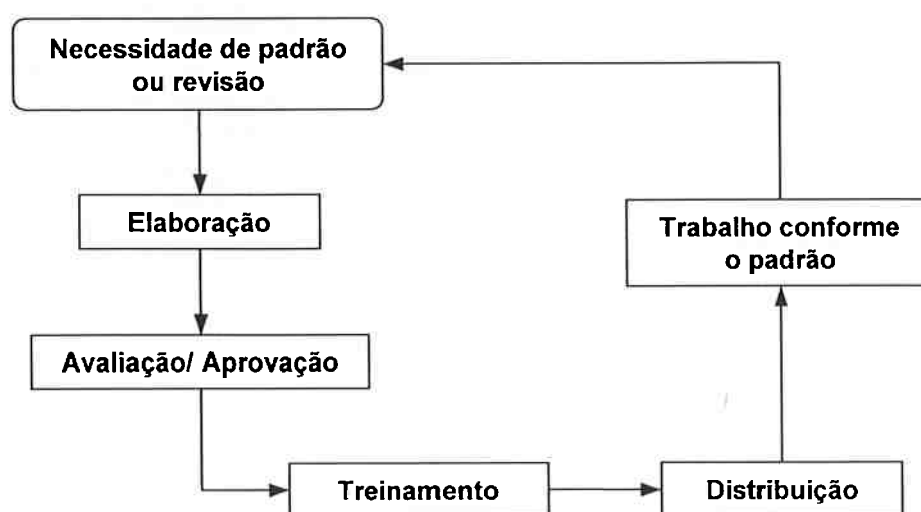 Necessidade de padrão
ou revisão
Elaboração
Avaliação/ Aprovação
Treinamento
Distribuição
Trabalho conforme
o padrão